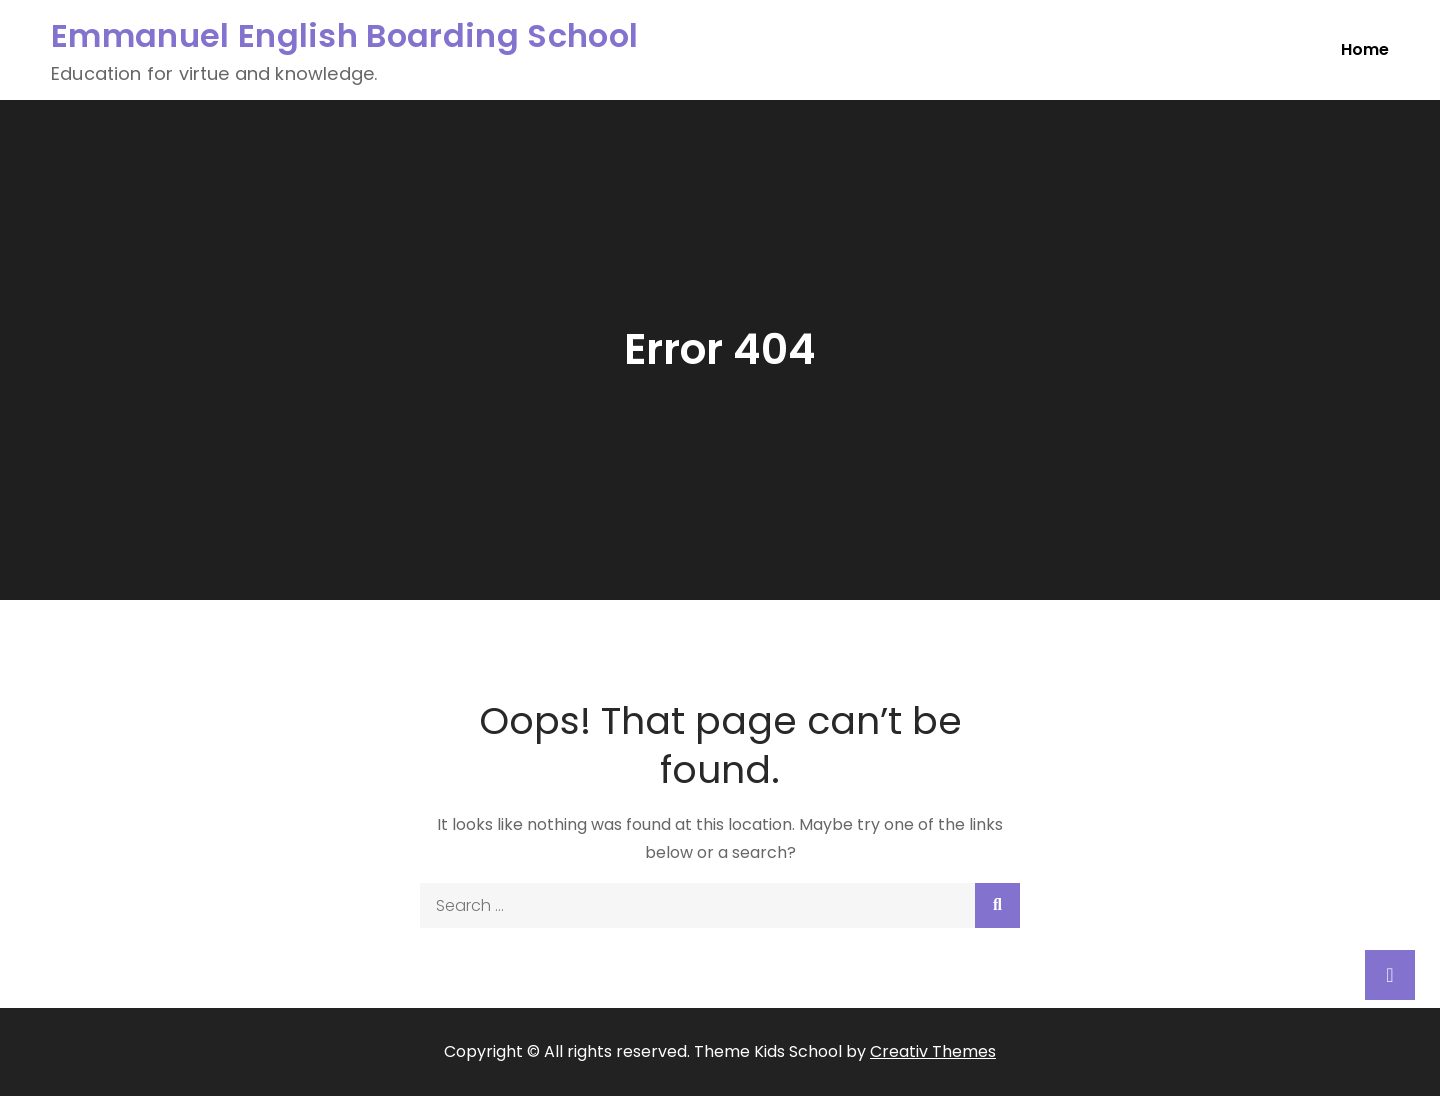 Emmanuel English Boarding School
Education for virtue and knowledge.
Home
Error 404
Oops! That page can’t be
found.
It looks like nothing was found at this location. Maybe try one of the links
below or a search?
Search ...
Copyright © All rights reserved. Theme Kids School by Creativ Themes